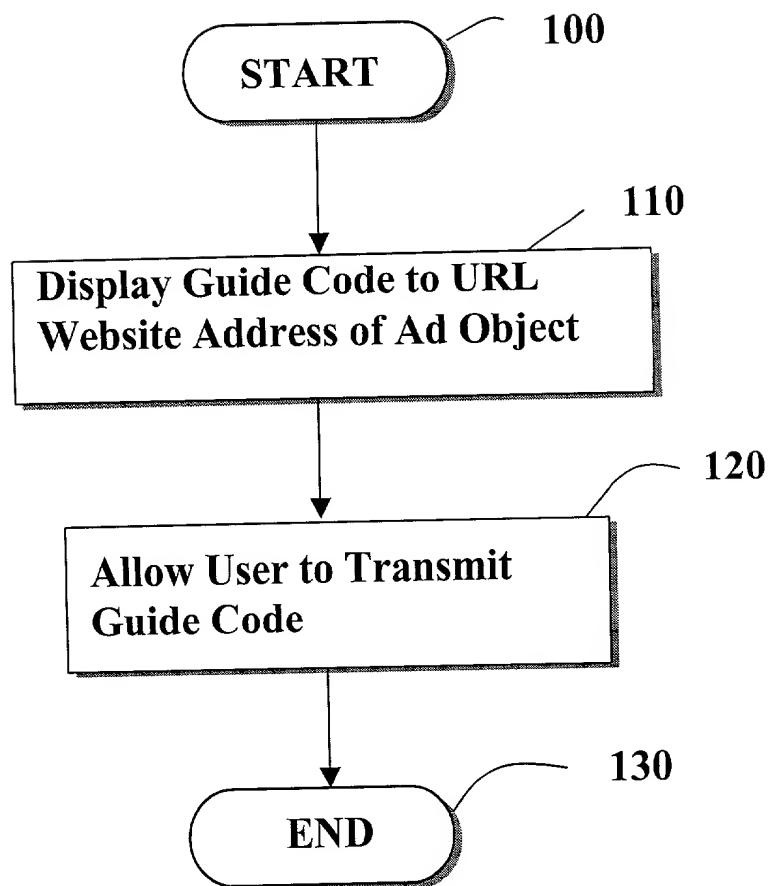 100
START
110
Display Guide Code to URL
Website Address of Ad Object
120
Allow User to Transmit
Guide Code
130
END